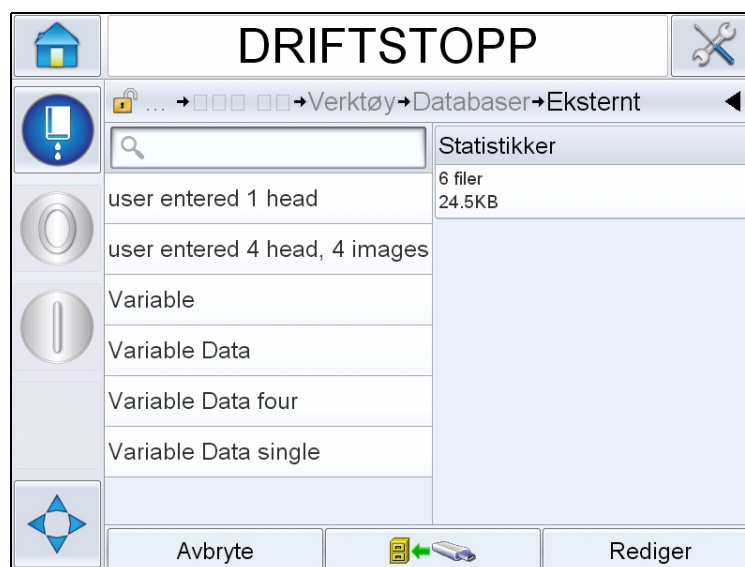 DRIFTSTOPP
... →□□□ □□→Verktøy→Databaser→Eksternt
Statistikker
6 filer
24.5KB
user entered 1 head
user entered 4 head, 4 images
Variable
Variable Data
Variable Data four
Variable Data single
Avbryte
Rediger